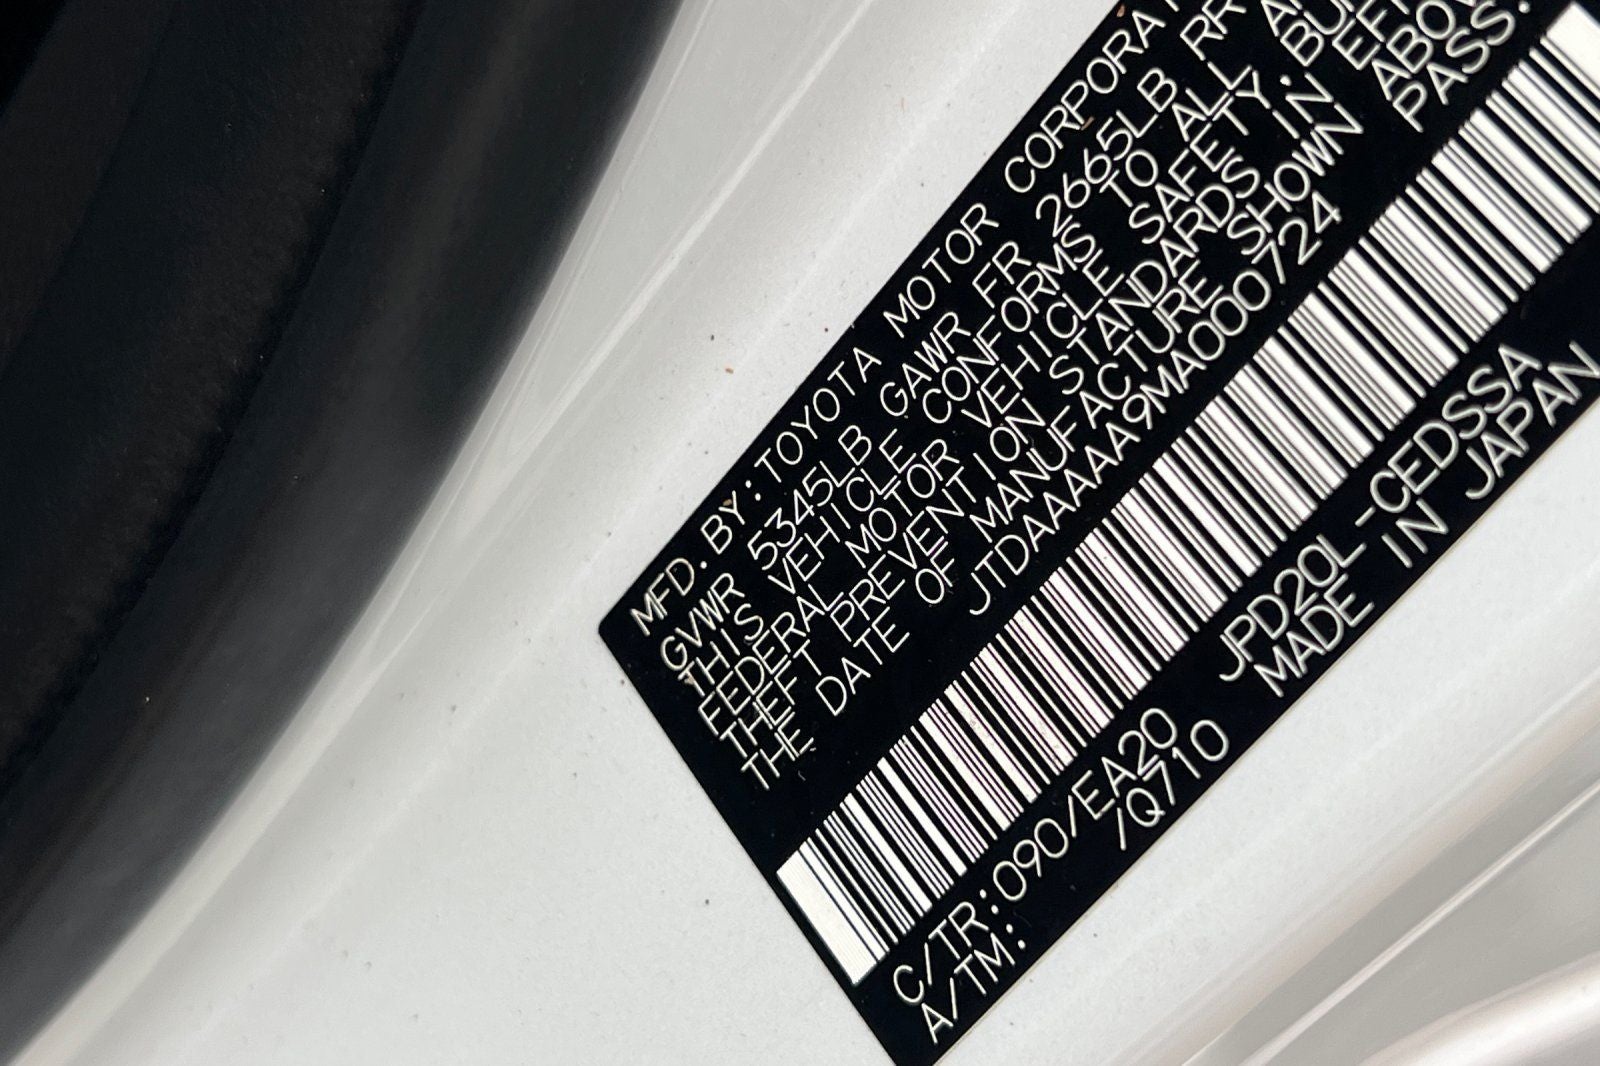 MFD. BY: TOYOTA MOTOR
GVWR 5345LB GAWR FR 2665LB RR
THIS VEHICLE CONFORMS TO ALL
FEDERAL MOTOR VEHICLE SAFETY,
THEFT PREVENTION STANDARDS IN
THE DATE OF MANUFACTURE SHOWN
PASS.
JTDAAAAA9MA000724
C/TR:090/EA20 JPD20L-CEDSSA
A/TM: /Q710 MADE IN JAPAN